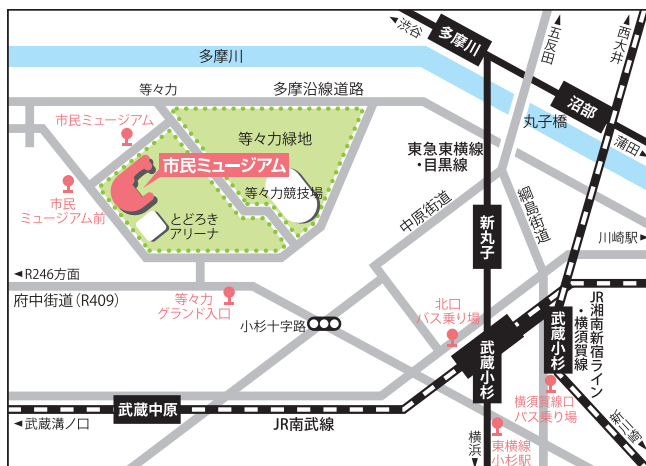 ◀渋谷
多摩川
▲五反田
▲西大井
多摩川
等々力
多摩沿線道路
沼部
丸子橋
蒲田▶
市民ミュージアム
等々力緑地
市民ミュージアム
東急東横線
・目黒線
市民
ミュージアム前
等々力競技場
とどろき
アリーナ
中原街道
綱島街道
新丸子
川崎駅▶
◀R246方面
府中街道(R409)
等々力
グランド入口
小杉十字路
北口
バス乗り場
JR湘南新宿ライン
・横須賀線
武蔵小杉
武蔵小杉
横須賀線口
バス乗り場
武蔵中原
◀武蔵溝ノ口
JR南武線
横浜▼
東横線
小杉駅
新川崎▶